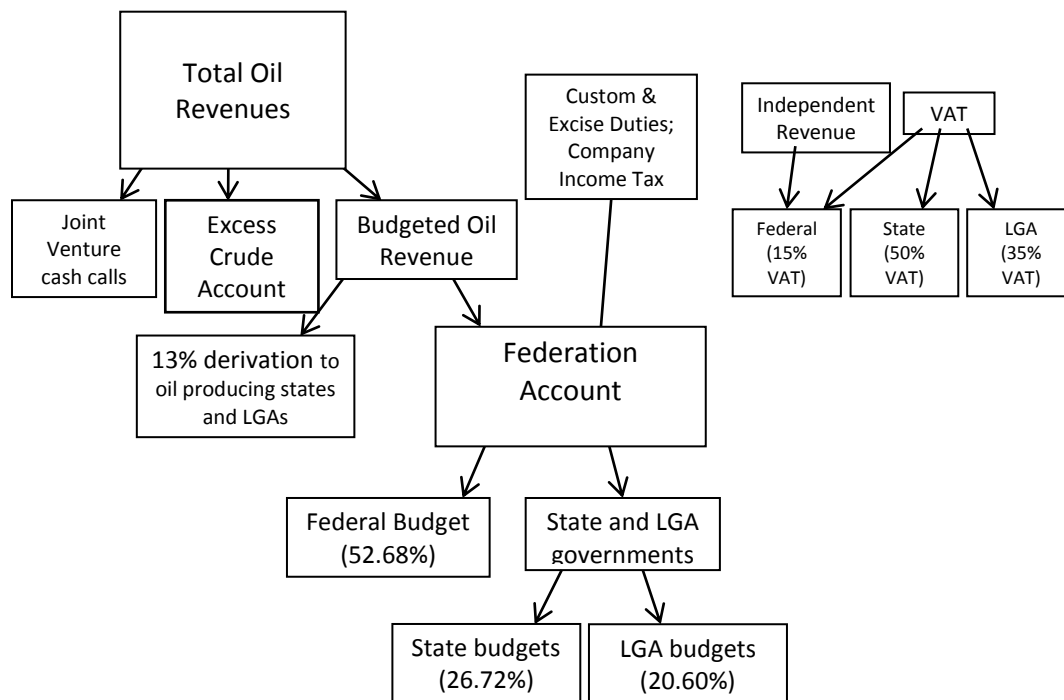 Total Oil
Revenues
Custom &
Excise Duties;
Company
Income Tax
Independent
Revenue
VAT
Joint
Venture
cash calls
Excess
Crude
Account
Budgeted Oil
Revenue
Federal
(15%
VAT)
State
(50%
VAT)
LGA
(35%
VAT)
13% derivation to
oil producing states
and LGAs
Federation
Account
Federal Budget
(52.68%)
State and LGA
governments
State budgets
(26.72%)
LGA budgets
(20.60%)